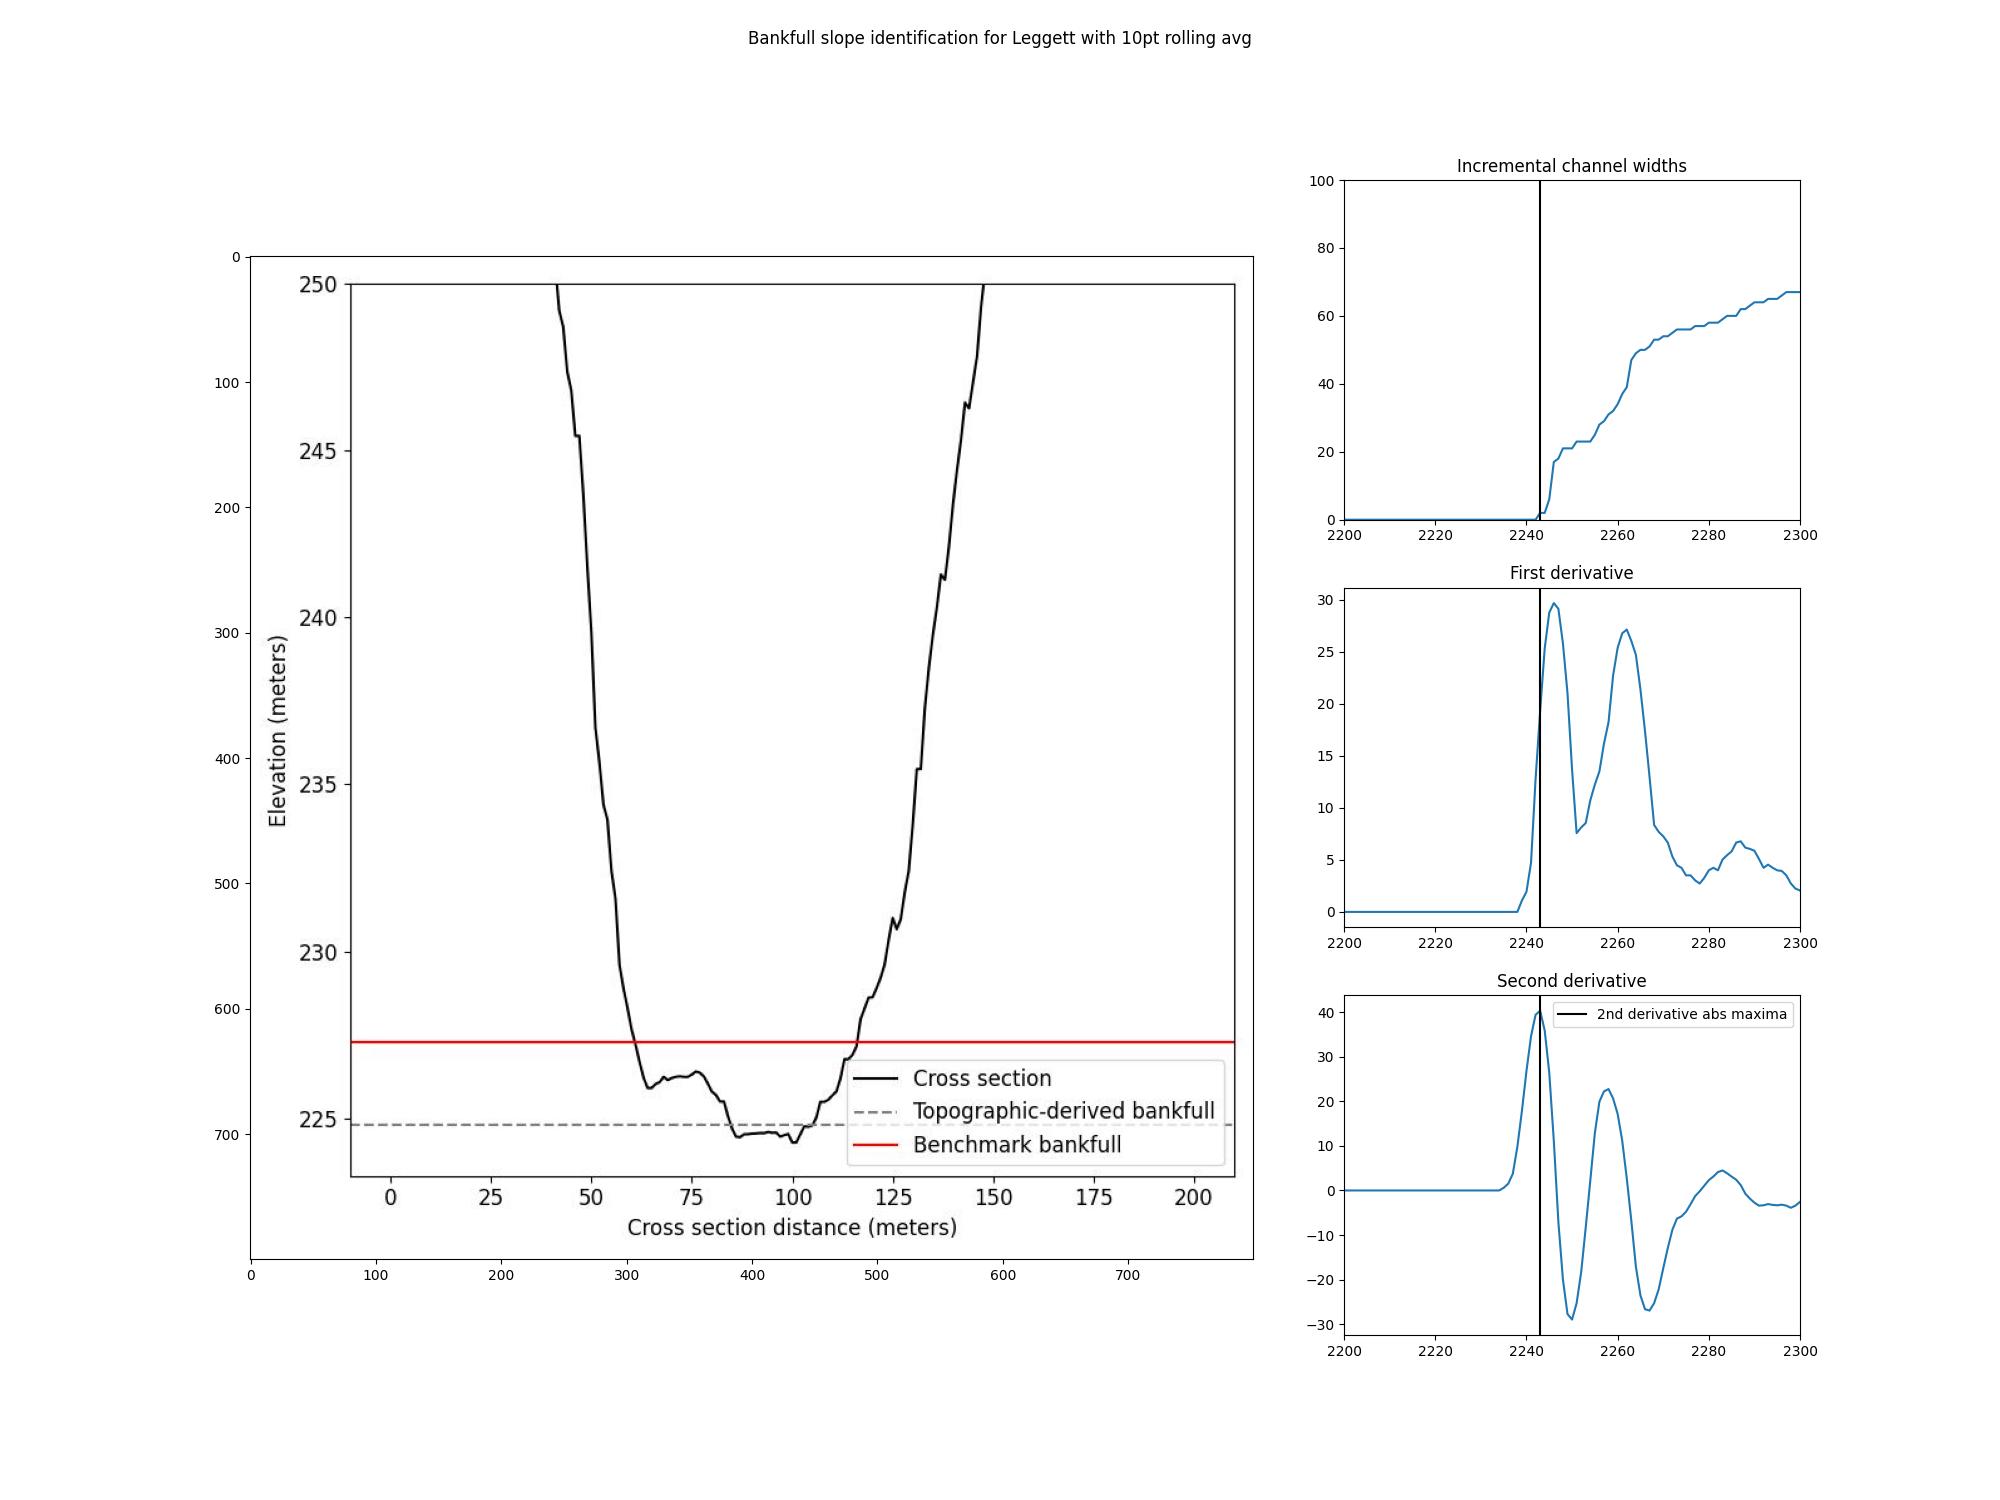 Bankfull slope identification for Leggett with 10pt rolling avg
0
100
200
300
400
500
600
700
250
245
240
235
230
225
Elevation (meters)
Cross section
Topographic-derived bankfull
Benchmark bankfull
0 25 50 75 100 125 150 175 200
Cross section distance (meters)
0 100 200 300 400 500 600 700
Incremental channel widths
100
80
60
40
20
0
2200 2220 2240 2260 2280 2300
First derivative
30
25
20
15
10
5
0
2200 2220 2240 2260 2280 2300
Second derivative
2nd derivative abs maxima
40
30
20
10
0
−10
−20
−30
2200 2220 2240 2260 2280 2300